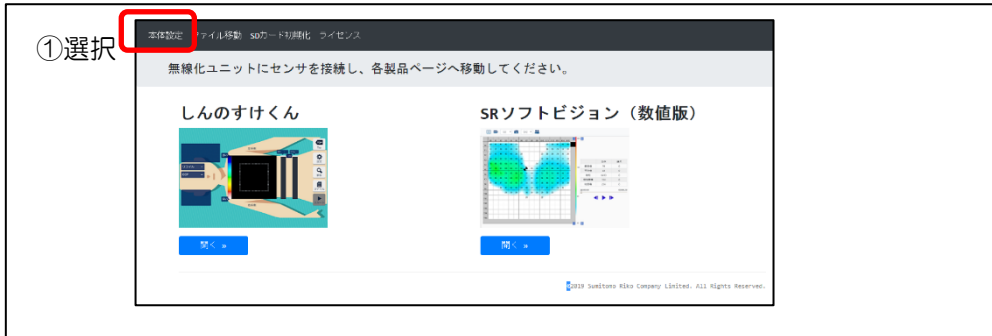 ①選択
本体設定 ファイル移動 SDカード初期化 ライセンス
無線化ユニットにセンサを接続し、各製品ページへ移動してください。
しんのすけくん
SRソフトビジョン（数値版）
開く »
開く »
©2019 Sumitomo Riko Company Limited. All Rights Reserved.